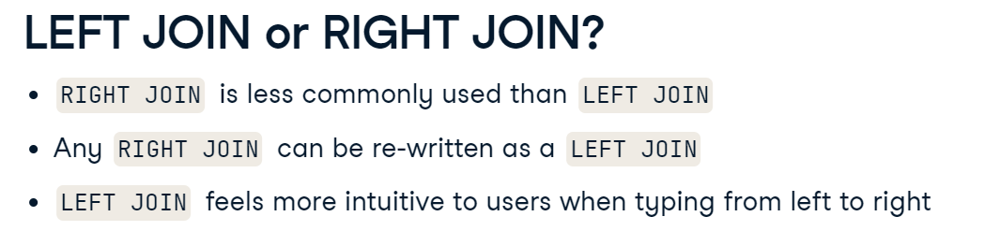 LEFT JOIN or RIGHT JOIN?
• RIGHT JOIN is less commonly used than LEFT JOIN
• Any RIGHT JOIN can be re-written as a LEFT JOIN
• LEFT JOIN feels more intuitive to users when typing from left to right